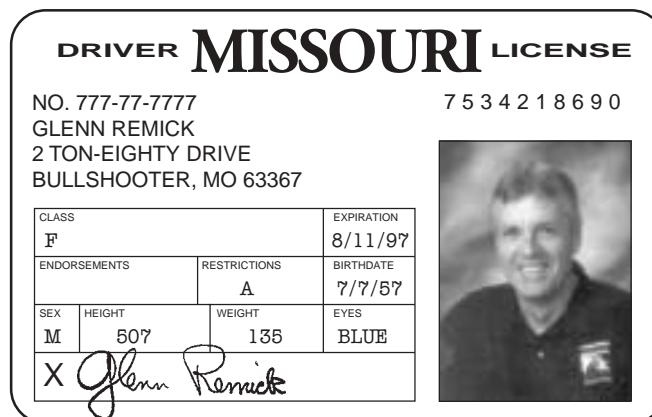 DRIVER MISSOURI LICENSE
NO. 777-77-7777
7534218690
GLENN REMICK
2 TON-EIGHTY DRIVE
BULLSHOOTER, MO 63367
CLASS
F
EXPIRATION
8/11/97
ENDORSEMENTS
RESTRICTIONS
A
BIRTHDATE
7/7/57
SEX
M
HEIGHT
507
WEIGHT
135
EYES
BLUE
X Glenn Remick